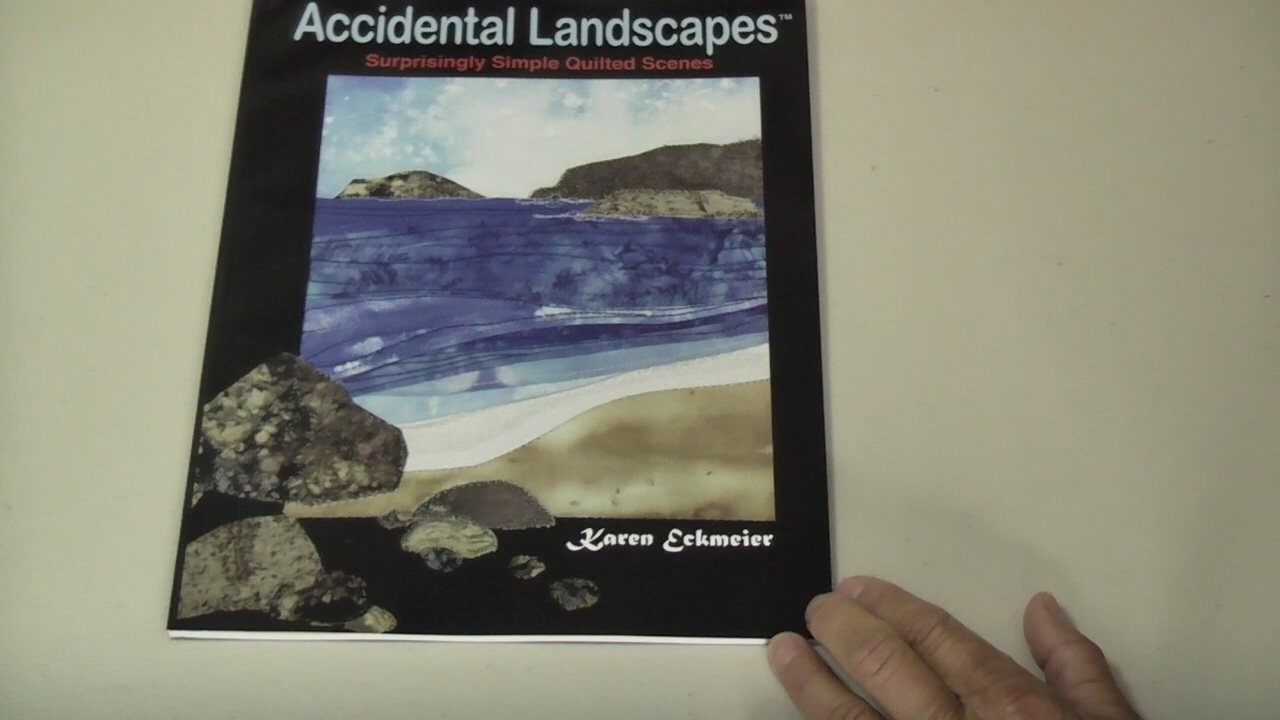 Accidental Landscapes™
Surprisingly Simple Quilted Scenes
Karen Eckmeier